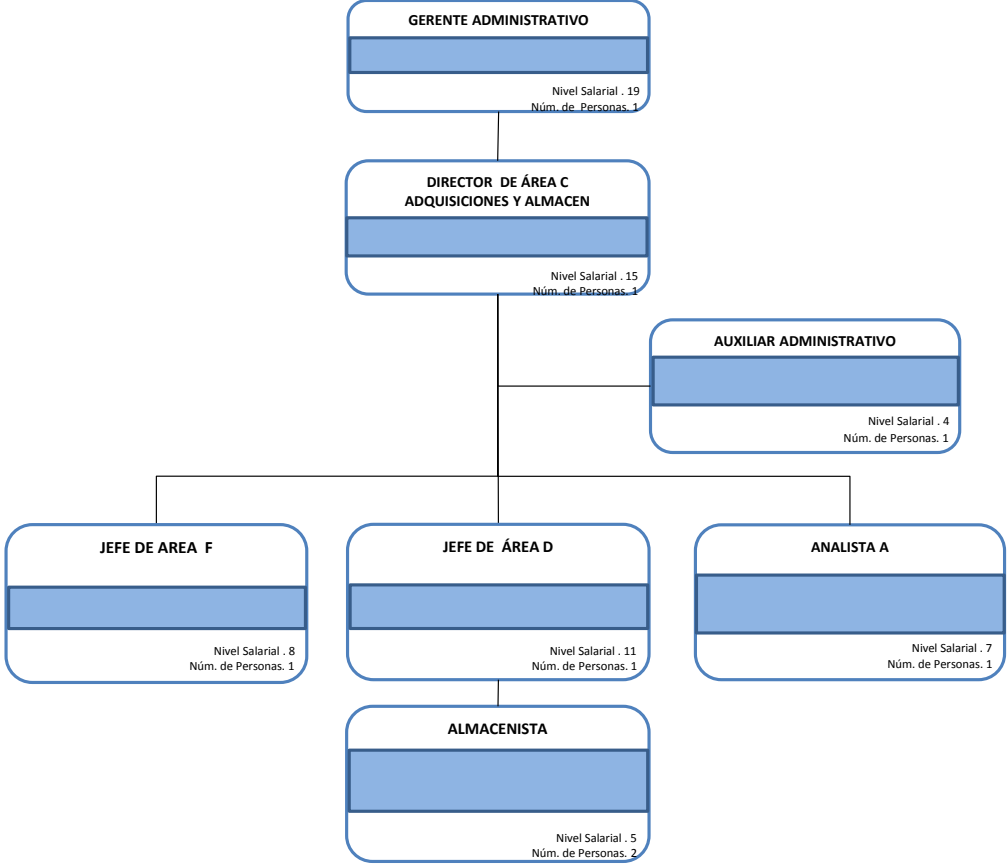 GERENTE ADMINISTRATIVO
Nivel Salarial . 19
Núm. de  Personas. 1
DIRECTOR  DE ÁREA C
ADQUISICIONES Y ALMACEN
Nivel Salarial . 15
Núm. de Personas. 1
AUXILIAR ADMINISTRATIVO
Nivel Salarial . 4
Núm. de Personas. 1
JEFE DE AREA  F
Nivel Salarial . 8
Núm. de Personas. 1
JEFE DE  ÁREA D
Nivel Salarial . 11
Núm. de Personas. 1
ANALISTA A
Nivel Salarial . 7
Núm. de Personas. 1
ALMACENISTA
Nivel Salarial . 5
Núm. de Personas. 2